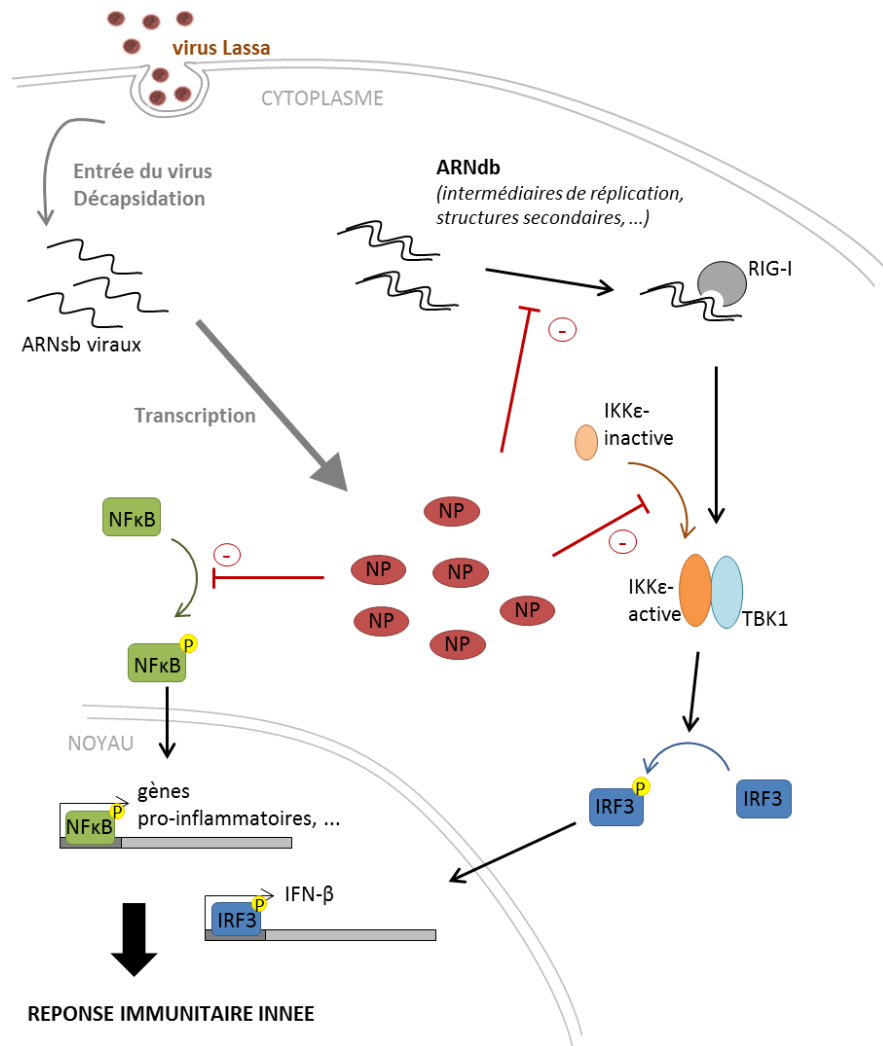 virus Lassa
CYTOPLASME
Entrée du virus
Décapsidation
ARNdb
(intermédiaires de réplication,
structures secondaires, ...)
RIG-I
ARNsb viraux
-
Transcription
IKKε-
inactive
NP
NFκB
-
-
NP
NP
IKKε-
active
TBK1
NP
NP
NP
P
NFκB
NOYAU
P
IRF3
IRF3
gènes
pro-inflammatoires, ...
P
NFκB
IFN-β
P
IRF3
REPONSE IMMUNITAIRE INNEE